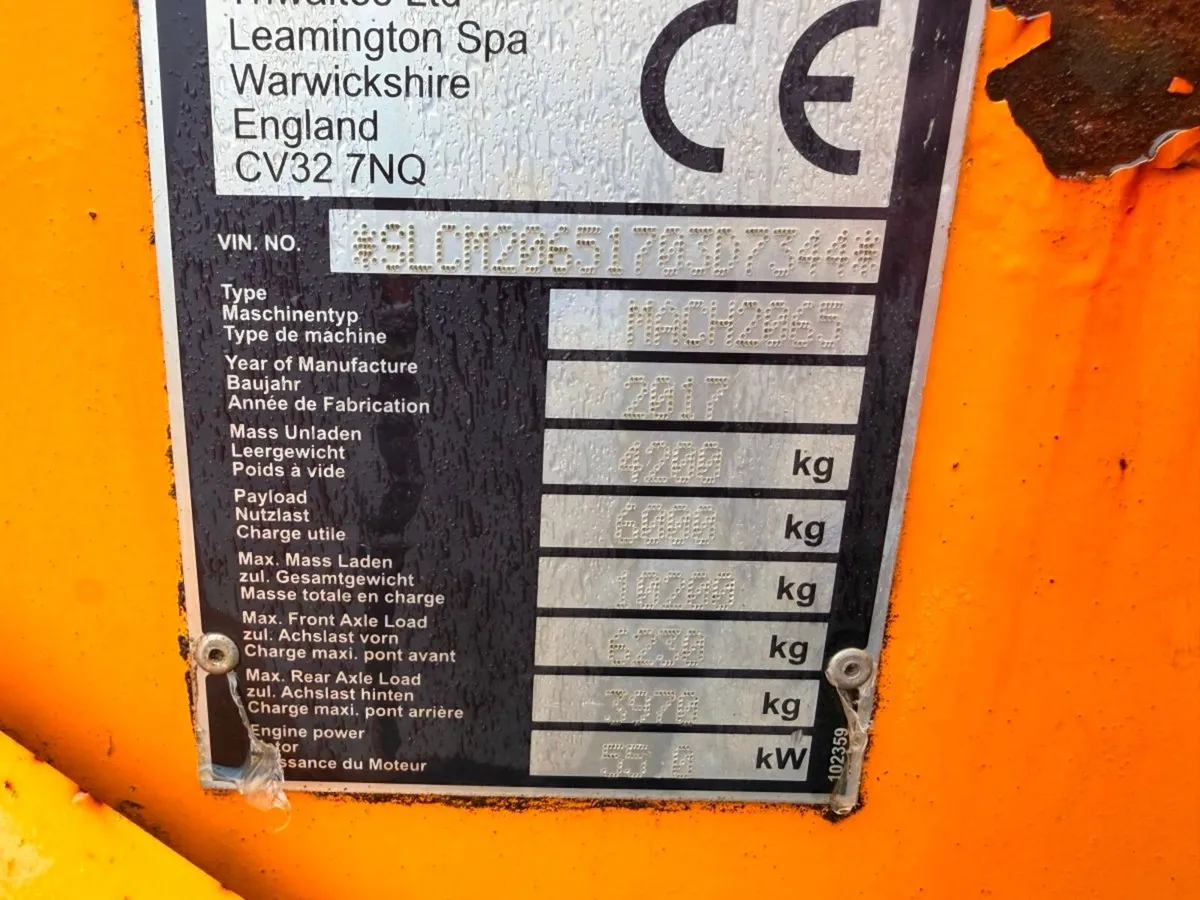 Thwaites Ltd
Leamington Spa
Warwickshire
England
CV32 7NQ
CE
VIN. NO. *SLCM20651703D7344*
Type
Maschinentyp
Type de machine
MACH2065
Year of Manufacture
Baujahr
Année de Fabrication
2017
Mass Unladen
Leergewicht
Poids à vide
4200 kg
Payload
Nutzlast
Charge utile
6000 kg
Max. Mass Laden
zul. Gesamtgewicht
Masse totale en charge
10200 kg
Max. Front Axle Load
zul. Achslast vorn
Charge maxi. pont avant
6230 kg
Max. Rear Axle Load
zul. Achslast hinten
Charge maxi. pont arrière
3970 kg
Engine power
du Moteur
kW
102359